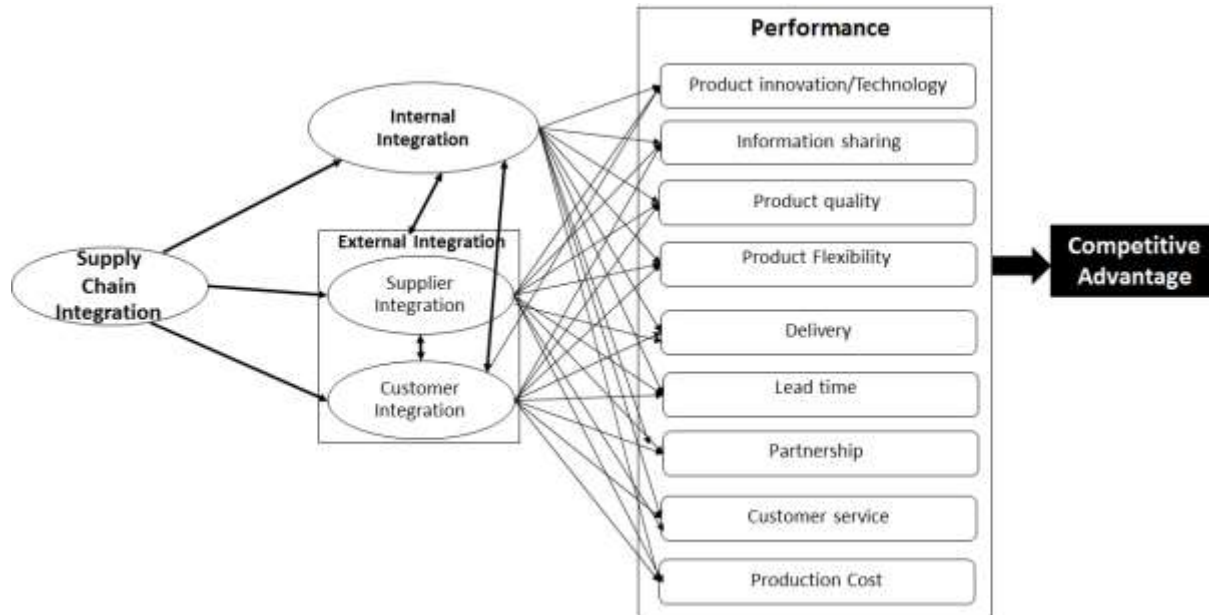 Performance
Product innovation/Technology
Internal
Integration
Information sharing
Product quality
External Integration
Supply
Chain
Integration
Supplier
Integration
Product Flexibility
Competitive
Advantage
Delivery
Customer
Integration
Lead time
Partnership
Customer service
Production Cost